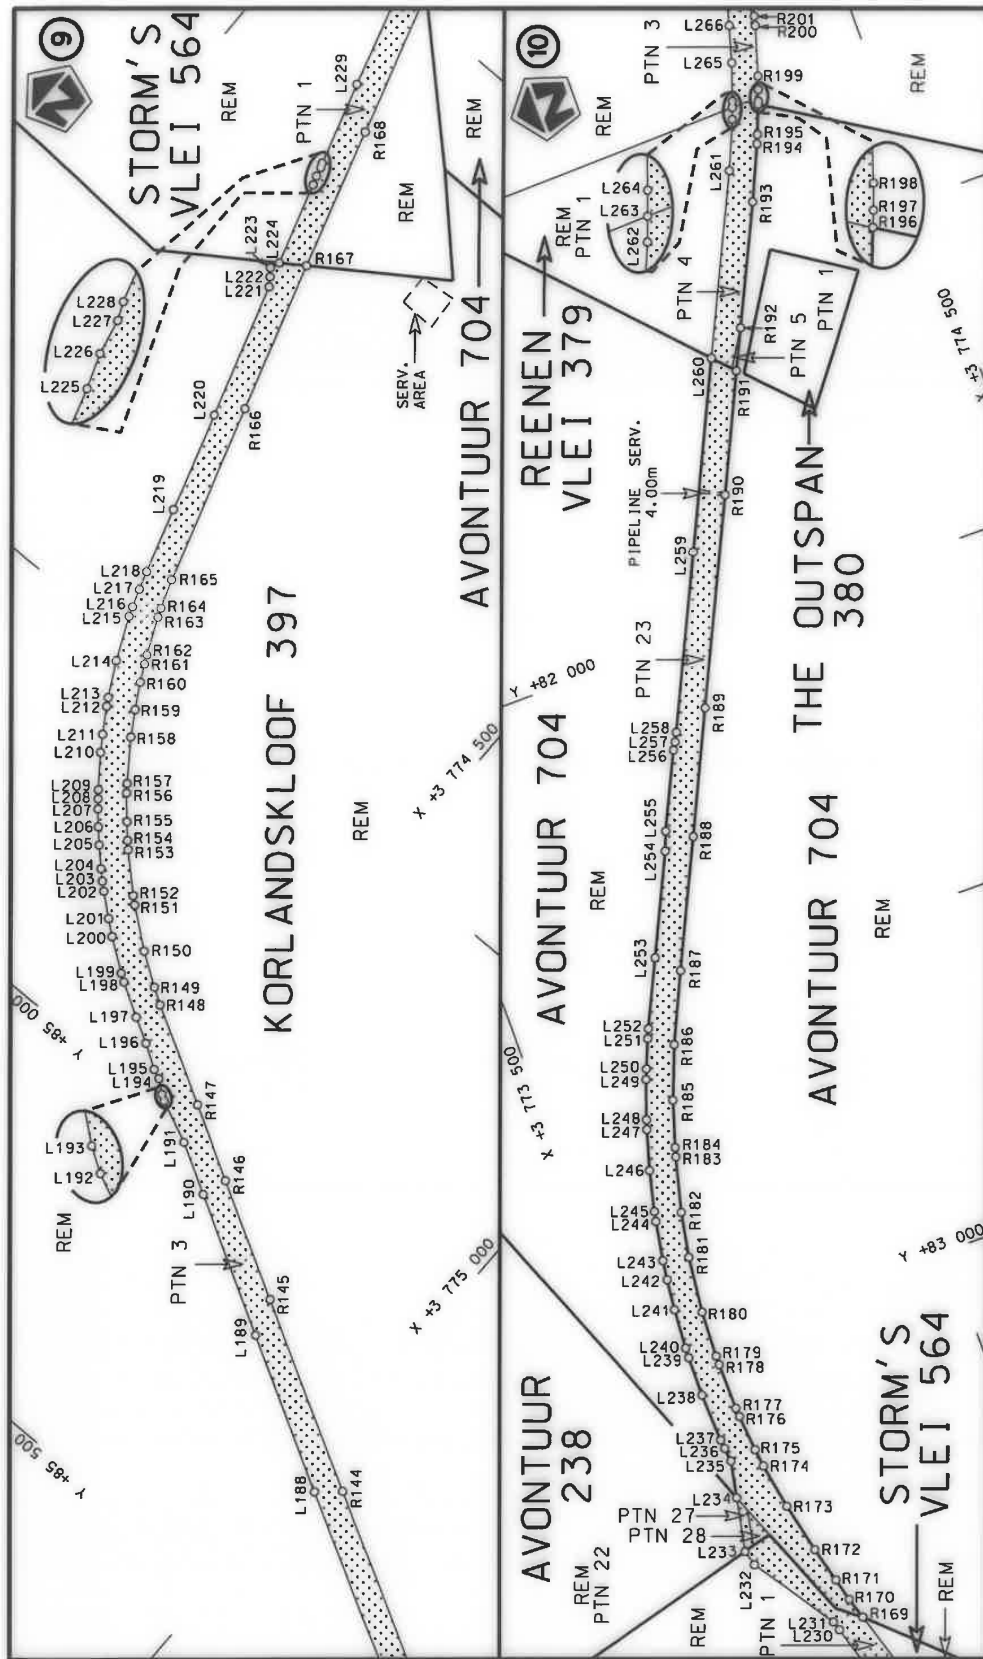 9
STORM'S
VLEI 564
REM
PTN 1
L229
R168
REM
REM
L223
L224
L222
L221
R167
L228
L227
L226
L225
SERV.
AREA
AVONTUUR 704
L220
R166
L219
L218
L217
L216
L215
R165
R164
R163
L214
R162
R161
L213
L212
R160
R159
L211
L210
R158
L209
L208
L207
R157
R156
L206
R155
L205
R154
R153
L204
L203
L202
R152
R151
L201
L200
R150
L199
L198
R149
R148
L197
L196
L195
L194
R147
L193
L192
L191
R146
L190
REM
PTN 3
R145
L189
L188
R144
KORLANDSKLOOF 397
REM
X +3 774 500
Y +85 000
X +3 775 000
Y +85 500
10
REM
L266
PTN 3
R201
R200
L265
R199
REM
R195
R194
L261
R193
L264
L263
L262
REM
PTN 1
R198
R197
R196
REENEN
VLEI 379
PTN 4
R192
PTN 5
PTN 1
X +3 774 500
L260
R191
PIPELINE SERV.
4.00m
R190
L259
THE OUTSPAN
380
PTN 23
Y +82 000
R189
L258
L257
L256
L255
L254
R188
AVONTUUR 704
REM
AVONTUUR 704
REM
L253
R187
L252
L251
R186
L250
L249
R185
L248
L247
R184
R183
L246
L245
L244
R182
R181
L243
L242
L241
R180
L240
L239
R179
R178
L238
R177
R176
L237
L236
L235
R175
R174
L234
R173
X +3 773 500
Y +83 000
AVONTUUR
238
PTN 27
PTN 28
L233
R172
L232
R171
R170
R169
L231
L230
REM
PTN 22
REM
PTN 1
STORM'S
VLEI 564
REM